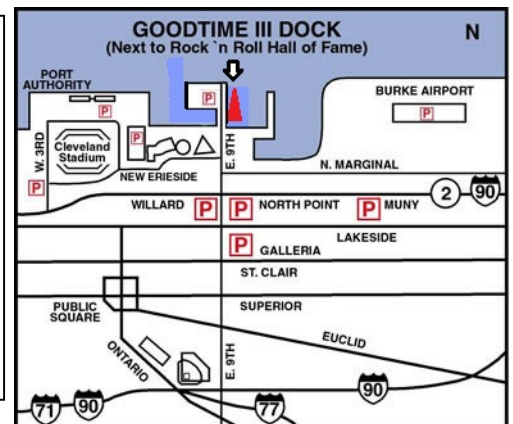 GOODTIME III DOCK
(Next to Rock `n Roll Hall of Fame)
N
PORT
AUTHORITY
BURKE AIRPORT
P
P
P
P
W. 3RD
Cleveland
Stadium
E. 9TH
N. MARGINAL
NEW ERIESIDE
P
2
90
WILLARD P
P NORTH POINT
P MUNY
LAKESIDE
P GALLERIA
ST. CLAIR
PUBLIC
SQUARE
SUPERIOR
EUCLID
ONTARIO
E. 9TH
71
90
77
90